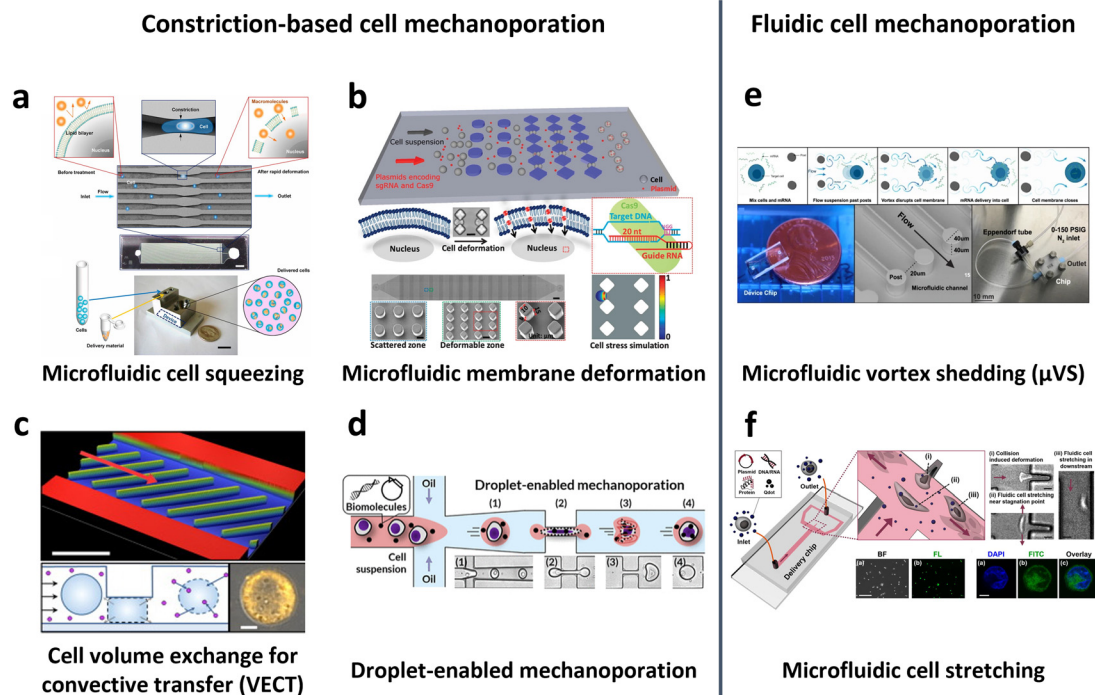 Constriction-based cell mechanoporation
Fluidic cell mechanoporation
a
Constriction
Macromolecules
Lipid bilayer
Nucleus
Nucleus
Before treatment
After rapid deformation
Flow
Inlet
Outlet
Delivered cells
Cells
Device
Delivery material
Microfluidic cell squeezing
b
Cell suspension
Plasmids encoding
sgRNA and Cas9
Cell
Plasmid
Cas9
Target DNA
20 nt
Guide RNA
Nucleus
Cell deformation
Nucleus
1
0
Scattered zone
Deformable zone
Cell stress simulation
Microfluidic membrane deformation
e
mRNA
Flow
Mix cells and mRNA
Flow suspension past posts
Vortex disrupts cell membrane
mRNA delivery into cell
Cell membrane closes
Flow
40um
40um
20um
Post
Microfluidic channel
Device Chip
Eppendorf tube
0-150 PSIG
N₂ inlet
Outlet
Chip
10 mm
Microfluidic vortex shedding (µVS)
c
Cell volume exchange for
convective transfer (VECT)
d
Oil
Droplet-enabled mechanoporation
Biomolecules
(1)
(2)
(3)
(4)
Cell
suspension
Oil
(1)
(2)
(3)
(4)
Droplet-enabled mechanoporation
f
Plasmid
DNA/RNA
Protein
Qdot
Outlet
Inlet
Delivery chip
(i)
(ii)
(iii)
(i) Collision
induced deformation
(ii) Fluidic cell stretching
near stagnation point
(iii) Fluidic cell
stretching in
downstream
BF
FL
DAPI
FITC
Overlay
(a)
(b)
(a)
(b)
(c)
Microfluidic cell stretching